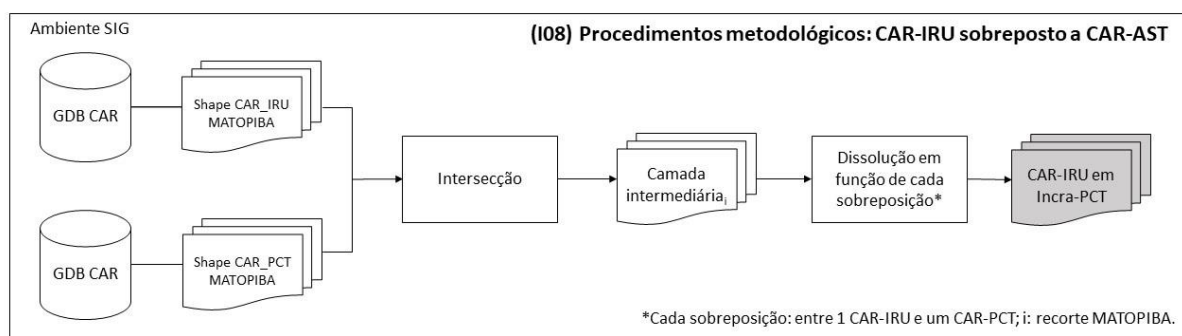 Ambiente SIG
(I08) Procedimentos metodológicos: CAR-IRU sobreposto a CAR-AST
GDB CAR
Shape CAR_IRU
MATOPIBA
Intersecção
Camada
intermediária¡
Dissolução em
função de cada
sobreposição*
CAR-IRU em
Incra-PCT
GDB CAR
Shape CAR_PCT
MATOPIBA
*Cada sobreposição: entre 1 CAR-IRU e um CAR-PCT; i: recorte MATOPIBA.